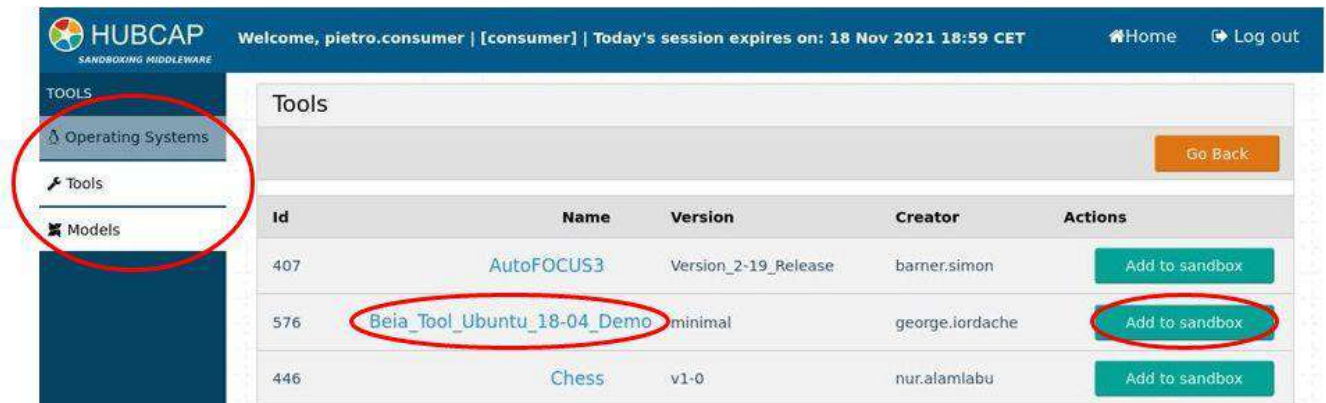 HUBCAP
SANDBOXING MIDDLEWARE
Welcome, pietro.consumer | [consumer] | Today's session expires on: 18 Nov 2021 18:59 CET
Home
Log out
TOOLS
Operating Systems
Tools
Models
Tools
Go Back
Id Name Version Creator Actions
407 AutoFOCUS3 Version_2-19_Release barner.simon Add to sandbox
576 Beia_Tool_Ubuntu_18-04_Demo minimal george.iordache Add to sandbox
446 Chess v1-0 nur.alamlabu Add to sandbox